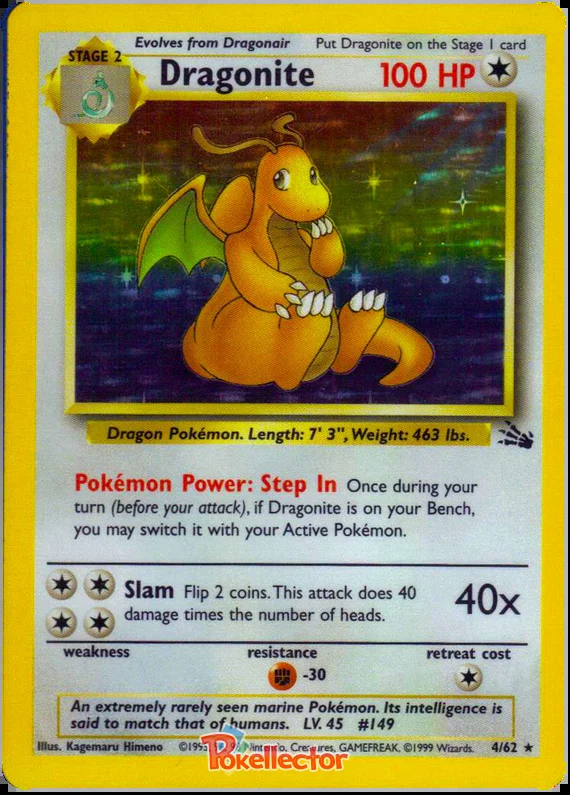 Evolves from Dragonair Put Dragonite on the Stage 1 card
STAGE 2
Dragonite 100 HP
Dragon Pokémon. Length: 7' 3", Weight: 463 lbs.
Pokémon Power: Step In Once during your
turn (before your attack), if Dragonite is on your Bench,
you may switch it with your Active Pokémon.
Slam Flip 2 coins. This attack does 40
damage times the number of heads.
40x
weakness resistance retreat cost
-30
An extremely rarely seen marine Pokémon. Its intelligence is
said to match that of humans. LV. 45 #149
Illus. Kagemaru Himeno Nintendo, Creatures, GAMEFREAK. ©1999 Wizards. 4/62 ★
Pokellector